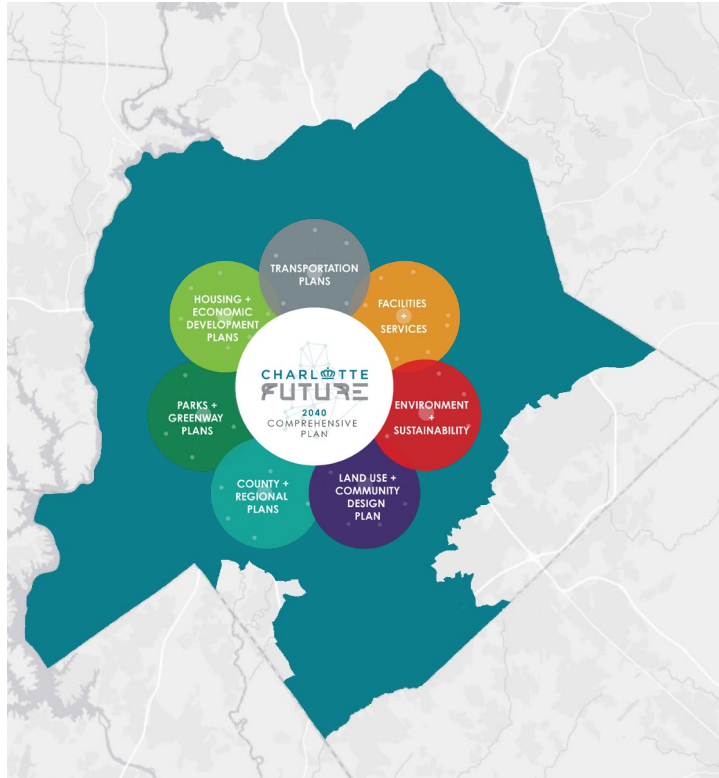 TRANSPORTATION
PLANS
HOUSING +
ECONOMIC
DEVELOPMENT
PLANS
FACILITIES
+
SERVICES
CHARLOTTE
FUTURE
2040
COMPREHENSIVE
PLAN
PARKS +
GREENWAY
PLANS
ENVIRONMENT
+
SUSTAINABILITY
COUNTY +
REGIONAL
PLANS
LAND USE +
COMMUNITY
DESIGN
PLAN